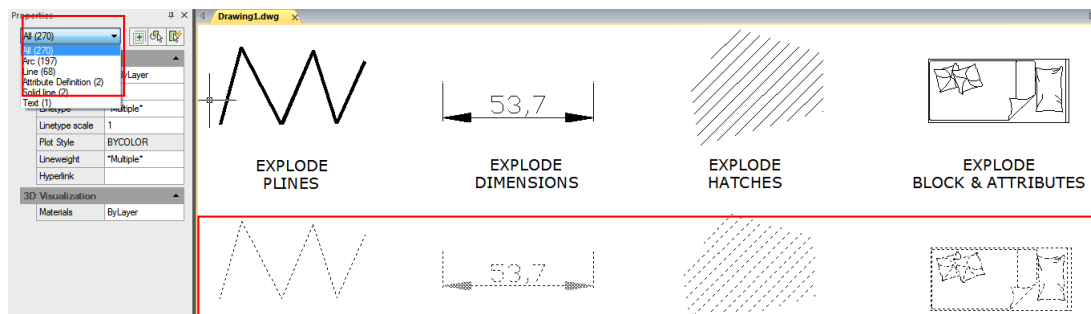 Properties
Drawing1.dwg
All (270)
All (270)
Arc (197)
Line (68)
Attribute Definition (2)
Solid line (2)
Text (1)
ByLayer
Linetype
*Multiple*
Linetype scale
1
Plot Style
BYCOLOR
Lineweight
*Multiple*
Hyperlink
3D Visualization
Materials
ByLayer
53,7
EXPLODE
PLINES
EXPLODE
DIMENSIONS
EXPLODE
HATCHES
EXPLODE
BLOCK & ATTRIBUTES
53,7